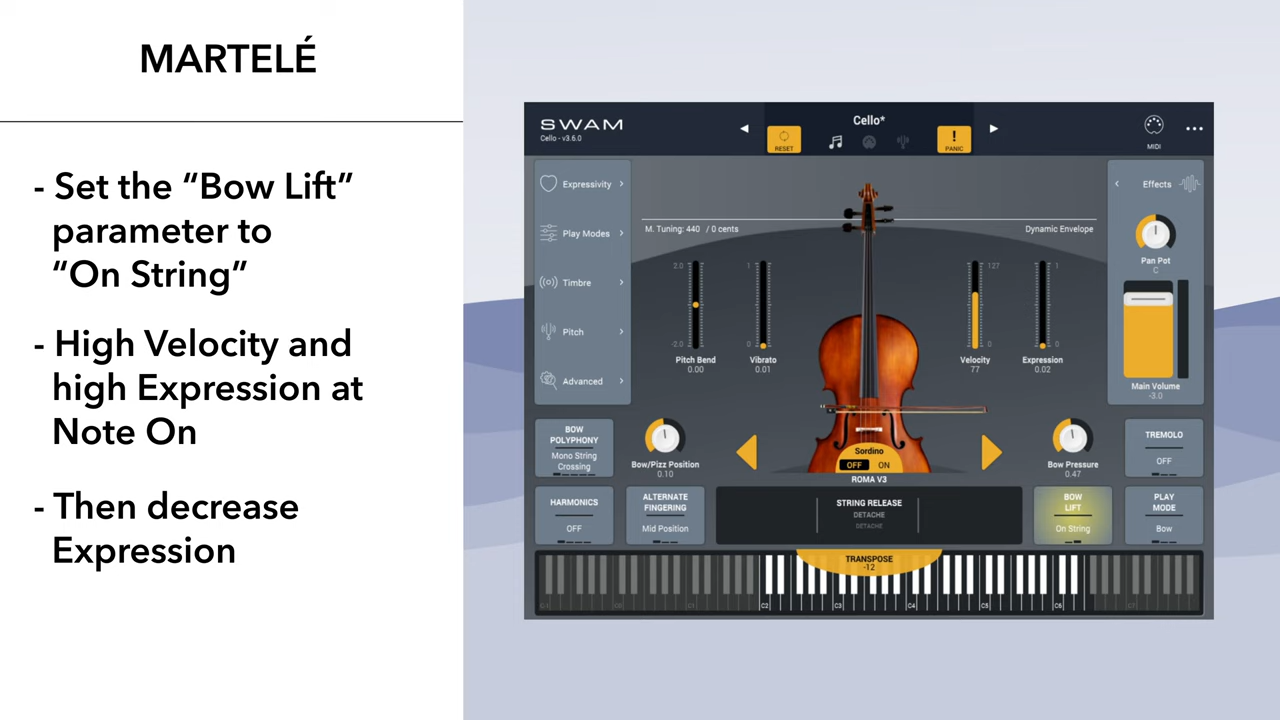 MARTELÉ
- Set the “Bow Lift”
parameter to
“On String”
- High Velocity and
high Expression at
Note On
- Then decrease
Expression
SWAM
Cello - v3.6.0
Cello*
RESET
!
PANIC
MIDI
Expressivity
Play Modes
Timbre
Pitch
Advanced
M. Tuning: 440 / 0 cents
Dynamic Envelope
2.0
-2.0
Pitch Bend
0.00
1
0
Vibrato
0.01
127
0
Velocity
77
1
0
Expression
0.02
Effects
Pan Pot
C
Main Volume
-3.0
BOW
POLYPHONY
Mono String
Crossing
Bow/Pizz Position
0.10
Sordino
OFF ON
ROMA V3
Bow Pressure
0.47
TREMOLO
OFF
HARMONICS
OFF
ALTERNATE
FINGERING
Mid Position
STRING RELEASE
DETACHE
DETACHE
BOW
LIFT
On String
PLAY
MODE
Bow
TRANSPOSE
-12
C-1 C0 C1 C2 C3 C4 C5 C6 C7